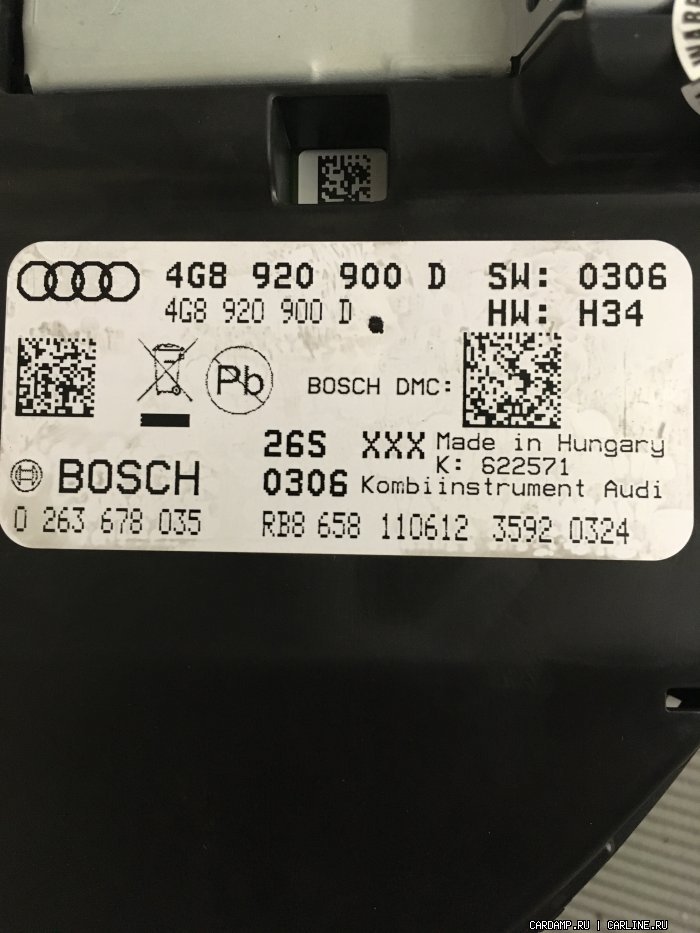 4G8 920 900 D SW: 0306
4G8 920 900 D HW: H34
Pb
BOSCH DMC:
26S XXX Made in Hungary
K: 622571
BOSCH 0306 Kombiinstrument Audi
0 263 678 035 RB8 658 110612 3592 0324
CARDAMP.RU | CARLINE.RU